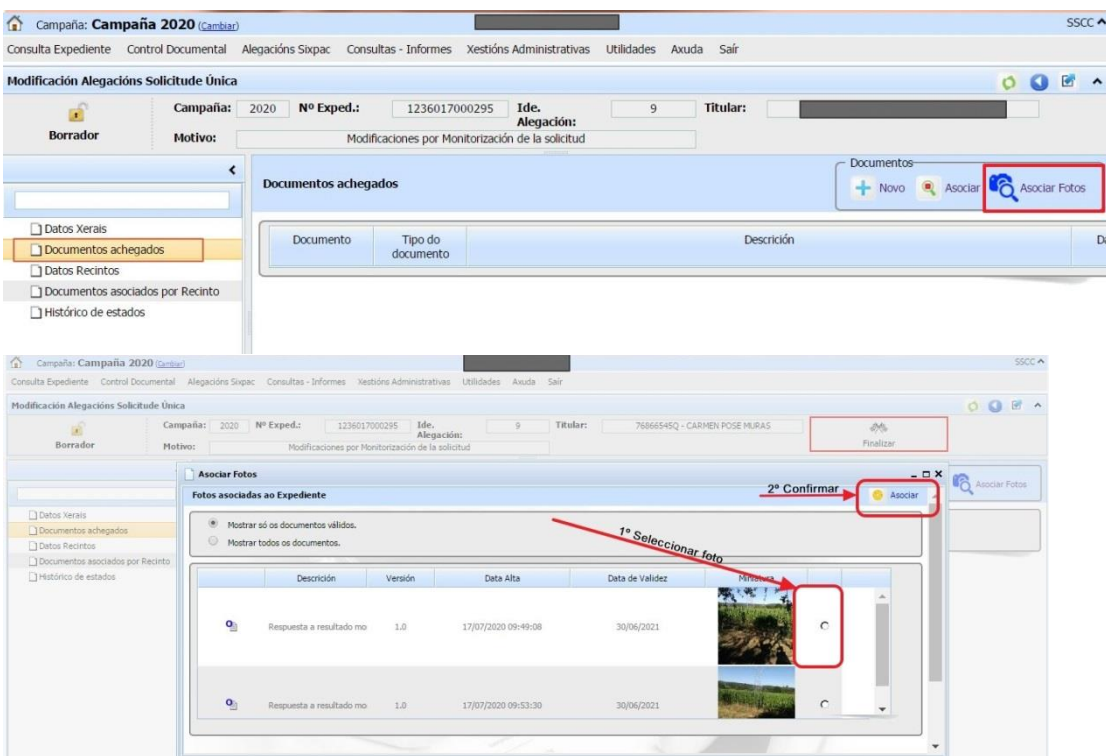 Campaña: Campaña 2020 (Cambiar) SSCC
Consulta Expediente Control Documental Alegacións Sixpac Consultas - Informes Xestións Administrativas Utilidades Axuda Saír
Modificación Alegacións Solicitude Única
Borrador
Campaña: 2020 Nº Exped.: 1236017000295 Ide. Alegación: 9 Titular:
Motivo: Modificaciones por Monitorización de la solicitud
Documentos achegados
Documentos
Novo Asociar Asociar Fotos
Datos Xerais
Documentos achegados
Datos Recintos
Documentos asociados por Recinto
Histórico de estados
Documento Tipo do documento Descrición Da
Campaña: Campaña 2020 (Cambiar) SSCC
Consulta Expediente Control Documental Alegacións Sixpac Consultas - Informes Xestións Administrativas Utilidades Axuda Saír
Modificación Alegacións Solicitude Única
Borrador
Campaña: 2020 Nº Exped.: 1236017000295 Ide. Alegación: 9 Titular: 76866545Q - CARMEN POSE MURAS
Motivo: Modificaciones por Monitorización de la solicitud
Finalizar
Asociar Fotos
Datos Xerais
Documentos achegados
Datos Recintos
Documentos asociados por Recinto
Histórico de estados
Asociar Fotos
Fotos asociadas ao Expediente
2º Confirmar
Asociar
Mostrar só os documentos válidos.
Mostrar todos os documentos.
1º Seleccionar foto
Descrición Versión Data Alta Data de Validez Miniatura
Respuesta a resultado mo 1.0 17/07/2020 09:49:08 30/06/2021
Respuesta a resultado mo 1.0 17/07/2020 09:53:30 30/06/2021